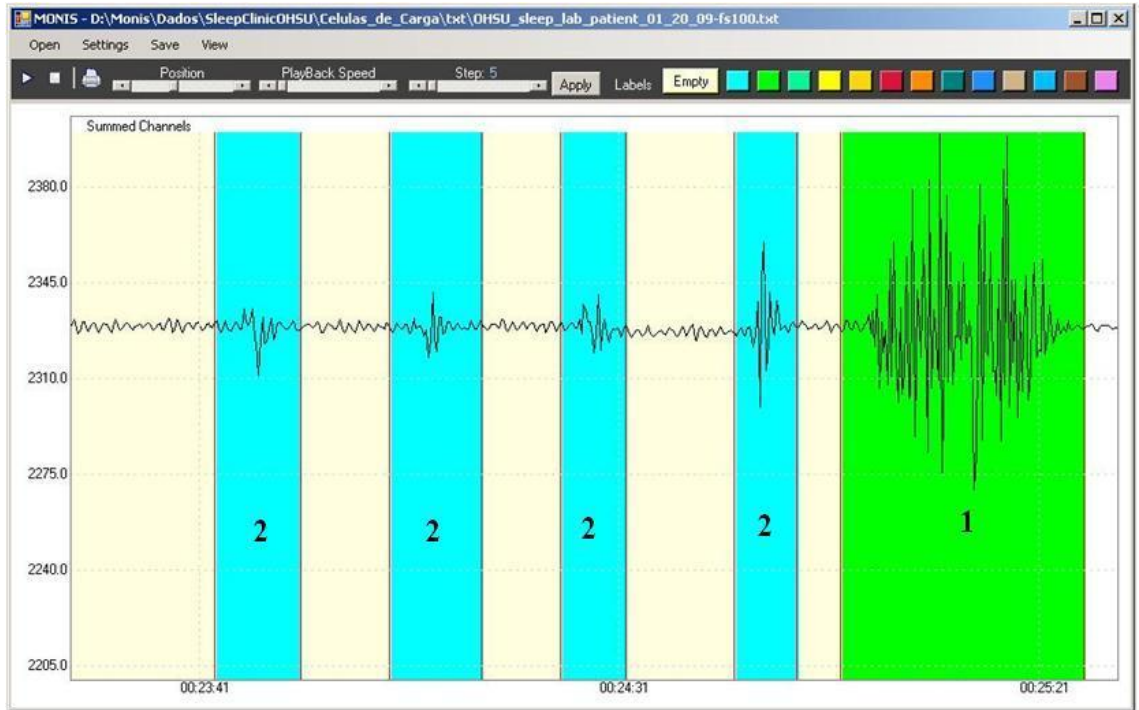 MONIS - D:\Monis\Dados\SleepClinicOHSU\Celulas_de_Carga\txt\OHSU_sleep_lab_patient_01_20_09-fs100.txt
Open Settings Save View
Position PlayBack Speed Step: 5 Apply Labels Empty
Summed Channels
2380.0
2345.0
2310.0
2275.0
2 2 2 2 1
2240.0
2205.0
00:23:41 00:24:31 00:25:21